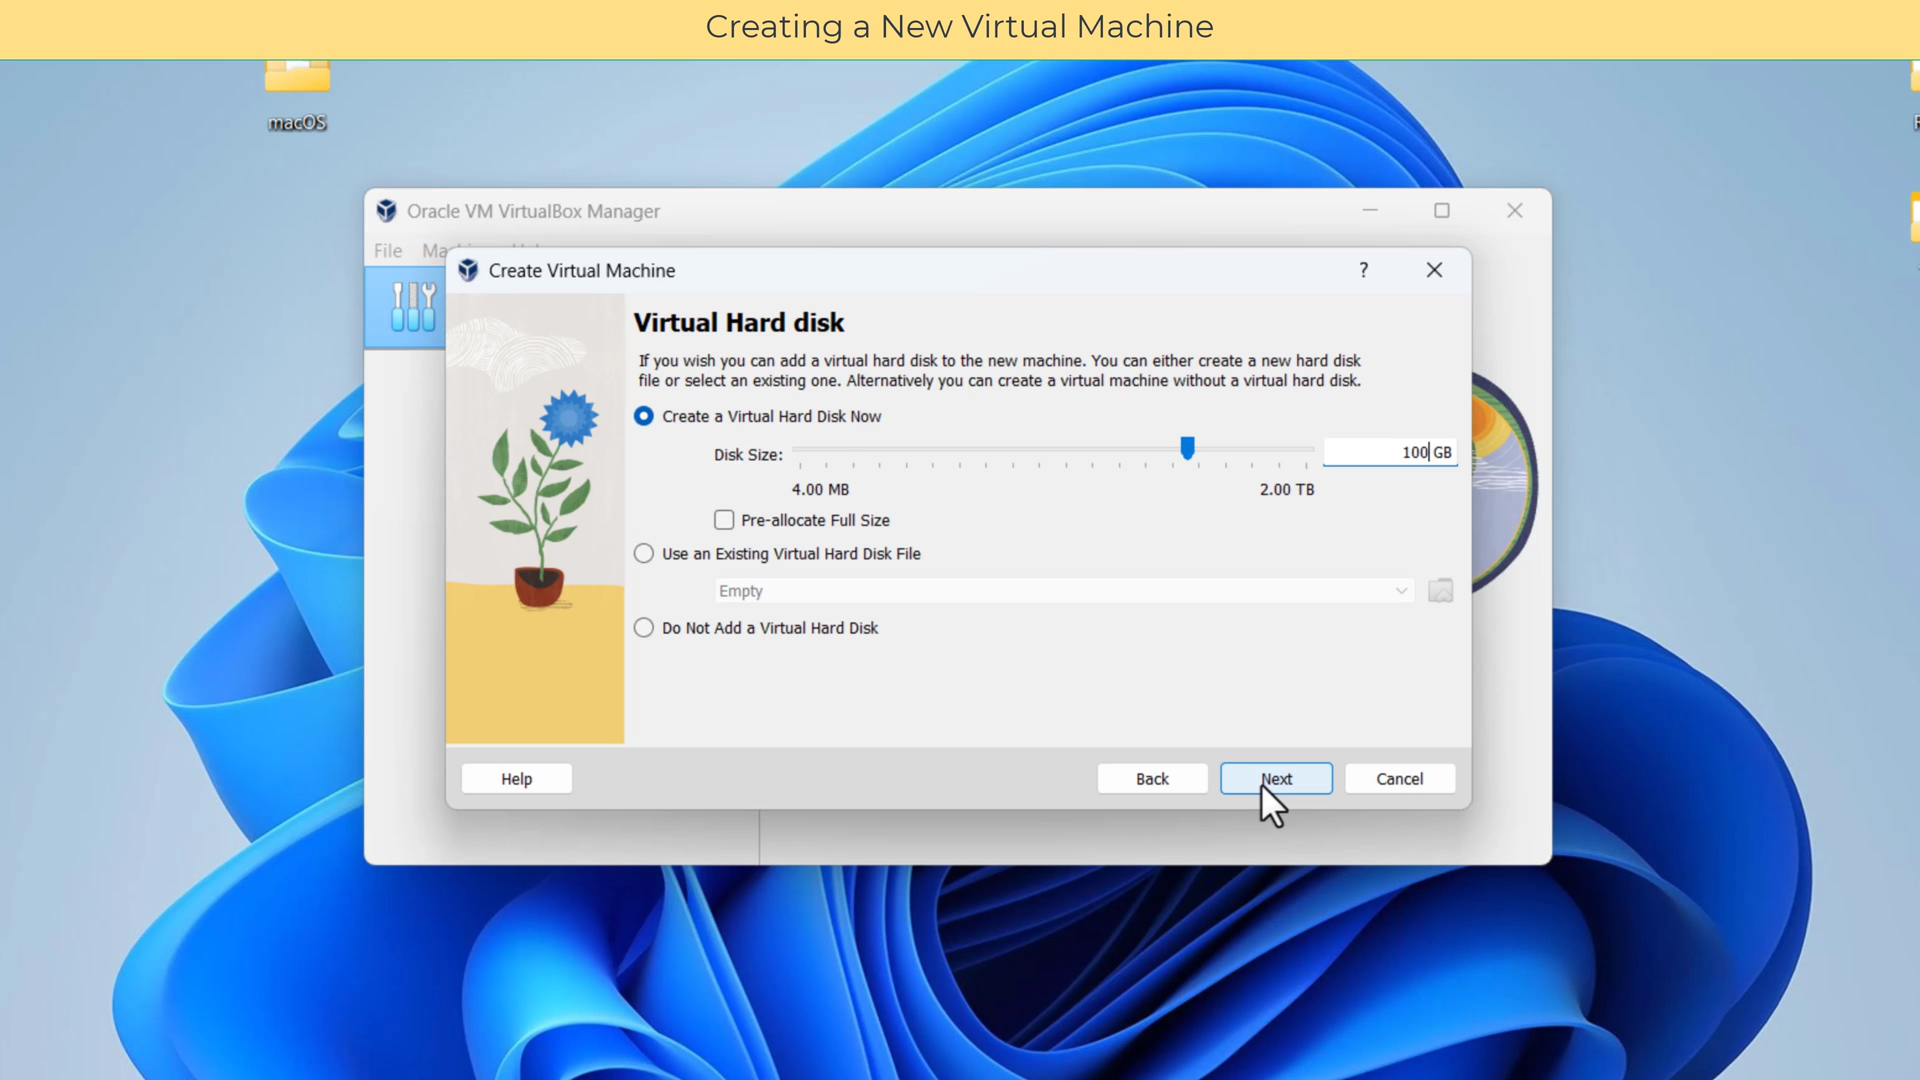 Creating a New Virtual Machine
macOS
Oracle VM VirtualBox Manager
File
Create Virtual Machine
?
Virtual Hard disk
If you wish you can add a virtual hard disk to the new machine. You can either create a new hard disk
file or select an existing one. Alternatively you can create a virtual machine without a virtual hard disk.
Create a Virtual Hard Disk Now
Disk Size:
100 GB
4.00 MB
2.00 TB
Pre-allocate Full Size
Use an Existing Virtual Hard Disk File
Empty
Do Not Add a Virtual Hard Disk
Help
Back
Next
Cancel